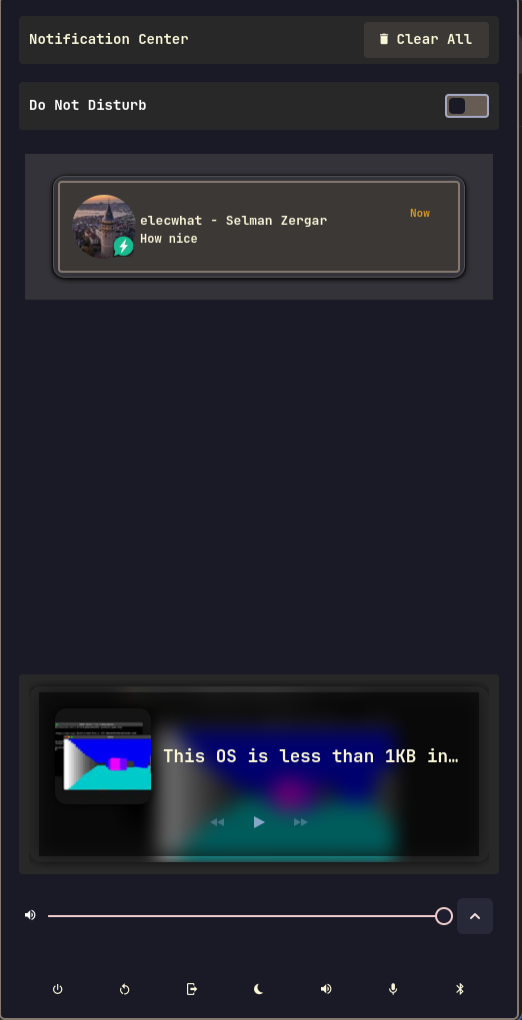 Notification Center
Clear All
Do Not Disturb
elecwhat - Selman Zergar
Now
How nice
This OS is less than 1KB in…